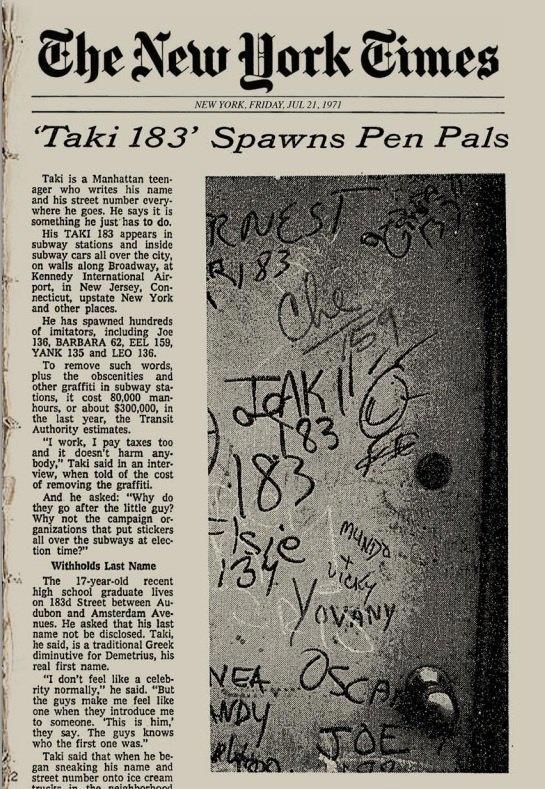 The New York Times
NEW YORK, FRIDAY, JUL 21, 1971
'Taki 183' Spawns Pen Pals
Taki is a Manhattan teen-
ager who writes his name
and his street number every-
where he goes. He says it is
something he just has to do.
His TAKI 183 appears in
subway stations and inside
subway cars all over the city,
on walls along Broadway, at
Kennedy International Air-
port, in New Jersey, Con-
necticut, upstate New York
and other places.
He has spawned hundreds
of imitators, including Joe
136, BARBARA 62, EEL 159,
YANK 135 and LEO 136.
To remove such words,
plus the obscenities and
other graffiti in subway sta-
tions, it cost 80,000 man-
hours, or about $300,000, in
the last year, the Transit
Authority estimates.
"I work, I pay taxes too
and it doesn't harm any-
body," Taki said in an inter-
view, when told of the cost
of removing the graffiti.
And he asked: "Why do
they go after the little guy?
Why not the campaign or-
ganizations that put stickers
all over the subways at elec-
tion time?"
Withholds Last Name
The 17-year-old recent
high school graduate lives
on 183d Street between Au-
dubon and Amsterdam Ave-
nues. He asked that his last
name not be disclosed. Taki,
he said, is a traditional Greek
diminutive for Demetrius, his
real first name.
"I don't feel like a celeb-
rity normally," he said. "But
the guys make me feel like
one when they introduce me
to someone. 'This is him,'
they say. The guys knows
who the first one was."
Taki said that when he be-
gan sneaking his name and
street number onto ice cream
trucks in the neighborhood
RNEST
183
Che
159
183
183
Elsie
134
MUNDO
+
VICKY
YOVANY
NEA
OSCAR
ANDY
JOE